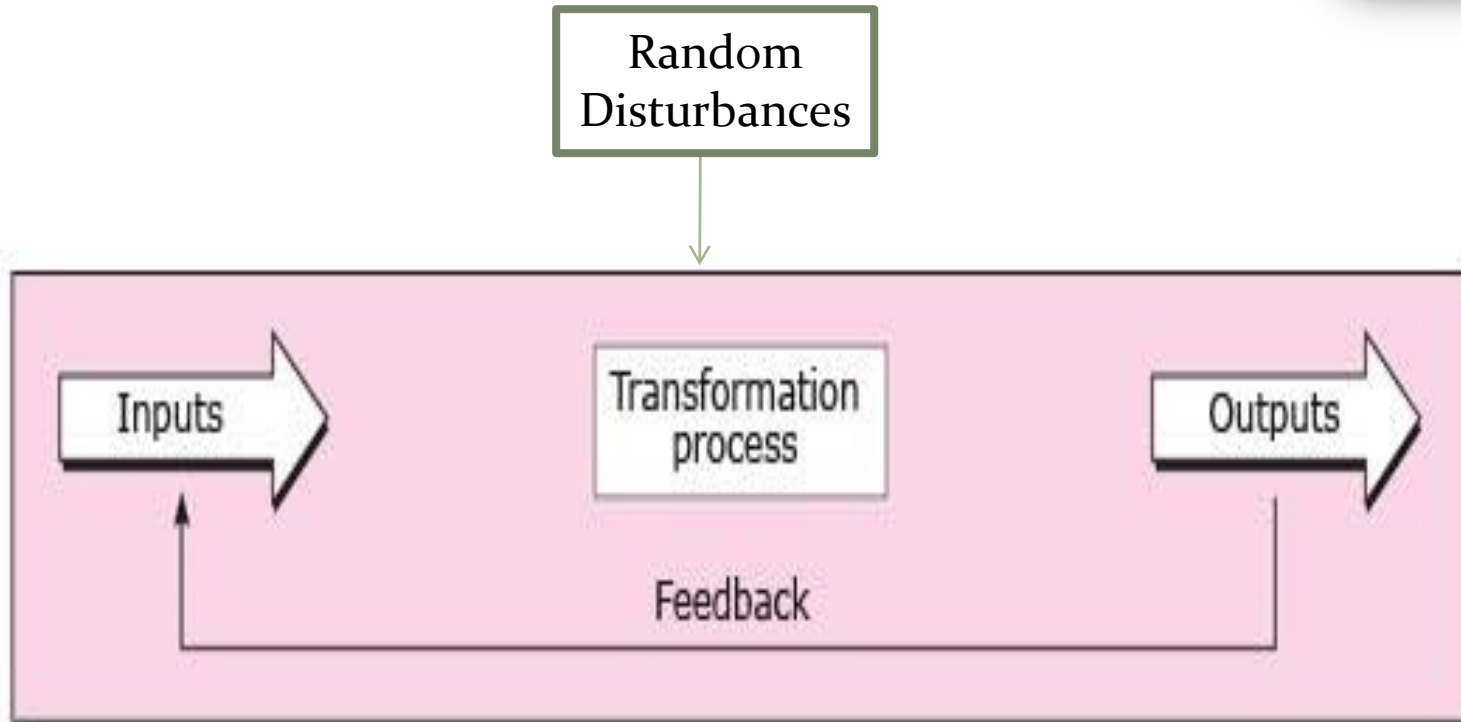 Random
Disturbances
Inputs
Transformation
process
Outputs
Feedback